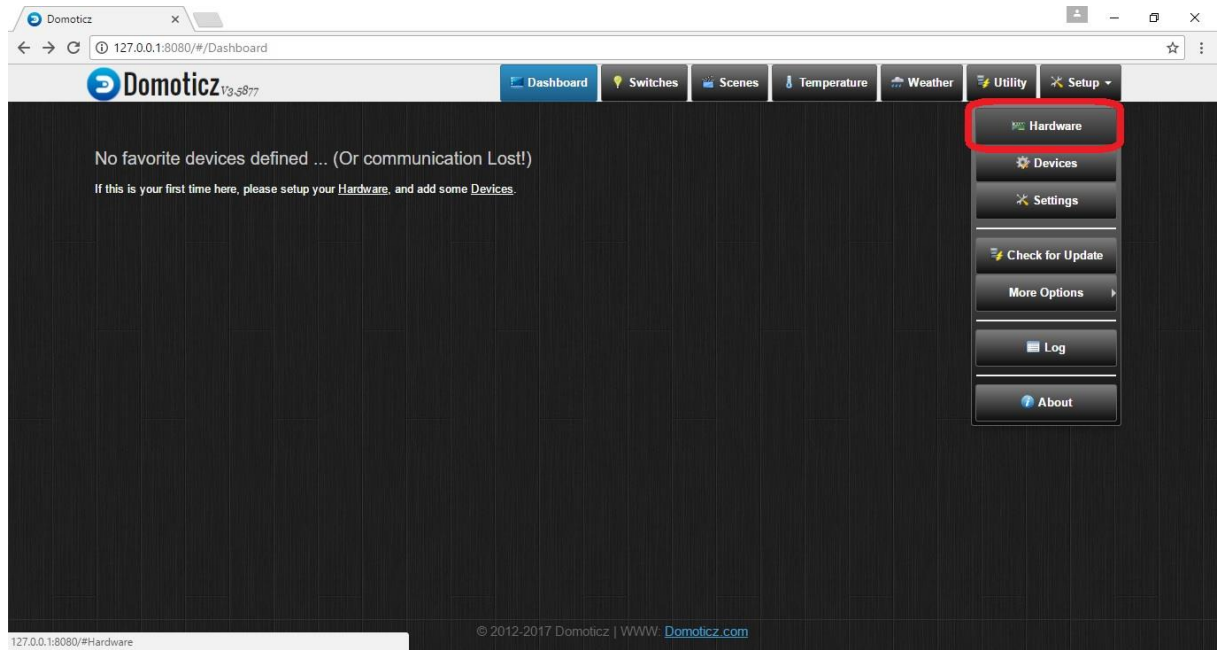 Domoticz
127.0.0.1:8080/#/Dashboard
Domoticz V3.5877
Dashboard
Switches
Scenes
Temperature
Weather
Utility
Setup
Hardware
Devices
Settings
Check for Update
More Options
Log
About
No favorite devices defined ... (Or communication Lost!)
If this is your first time here, please setup your Hardware, and add some Devices.
© 2012-2017 Domoticz | WWW: Domoticz.com
127.0.0.1:8080/#Hardware